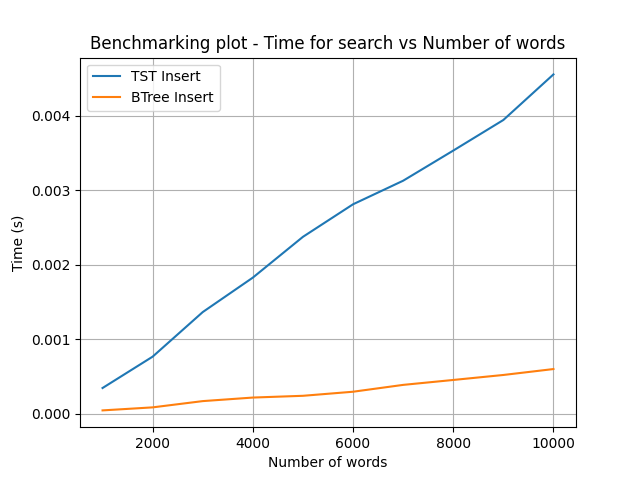 Benchmarking plot - Time for search vs Number of words
TST Insert
BTree Insert
0.004
0.003
0.002
0.001
0.000
Time (s)
2000 4000 6000 8000 10000
Number of words